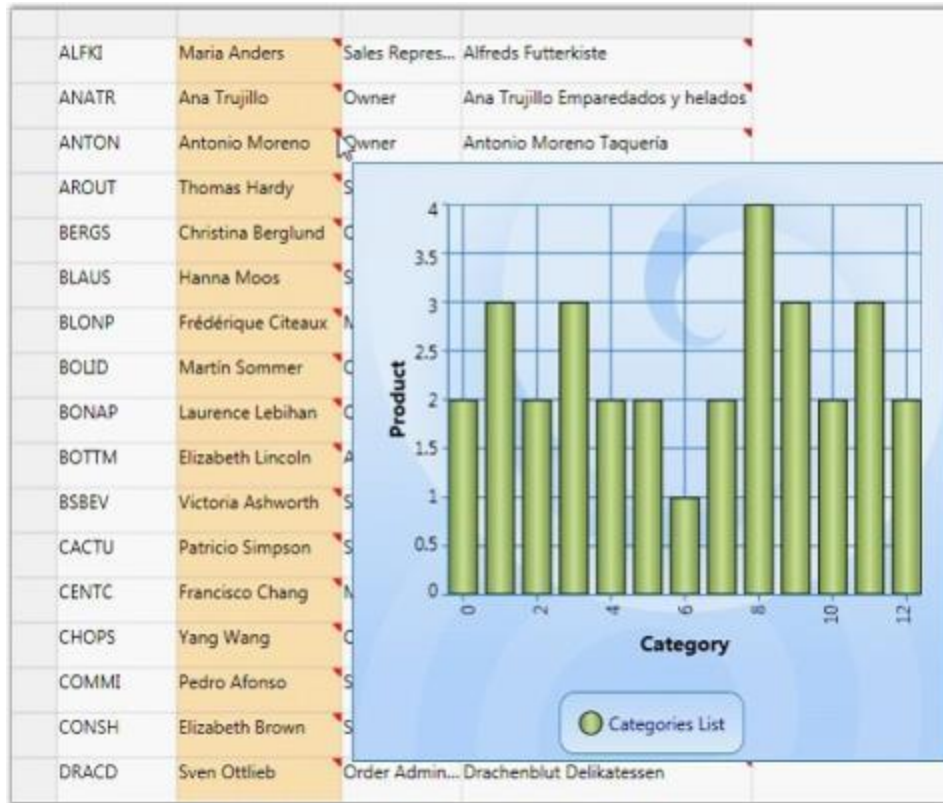 ALFKI Maria Anders Sales Repres... Alfreds Futterkiste
ANATR Ana Trujillo Owner Ana Trujillo Emparedados y helados
ANTON Antonio Moreno Owner Antonio Moreno Taquería
AROUT Thomas Hardy S
BERGS Christina Berglund O
BLAUS Hanna Moos S
BLONP Frédérique Citeaux M
BOLID Martín Sommer O
BONAP Laurence Lebihan O
BOTTM Elizabeth Lincoln A
BSBEV Victoria Ashworth S
CACTU Patricio Simpson S
CENTC Francisco Chang M
CHOPS Yang Wang O
COMMI Pedro Afonso S
CONSH Elizabeth Brown S
DRACD Sven Ottlieb Order Admin... Drachenblut Delikatessen
4
3.5
3
2.5
2
1.5
1
0.5
0
Product
0 2 4 6 8 10 12
Category
Categories List